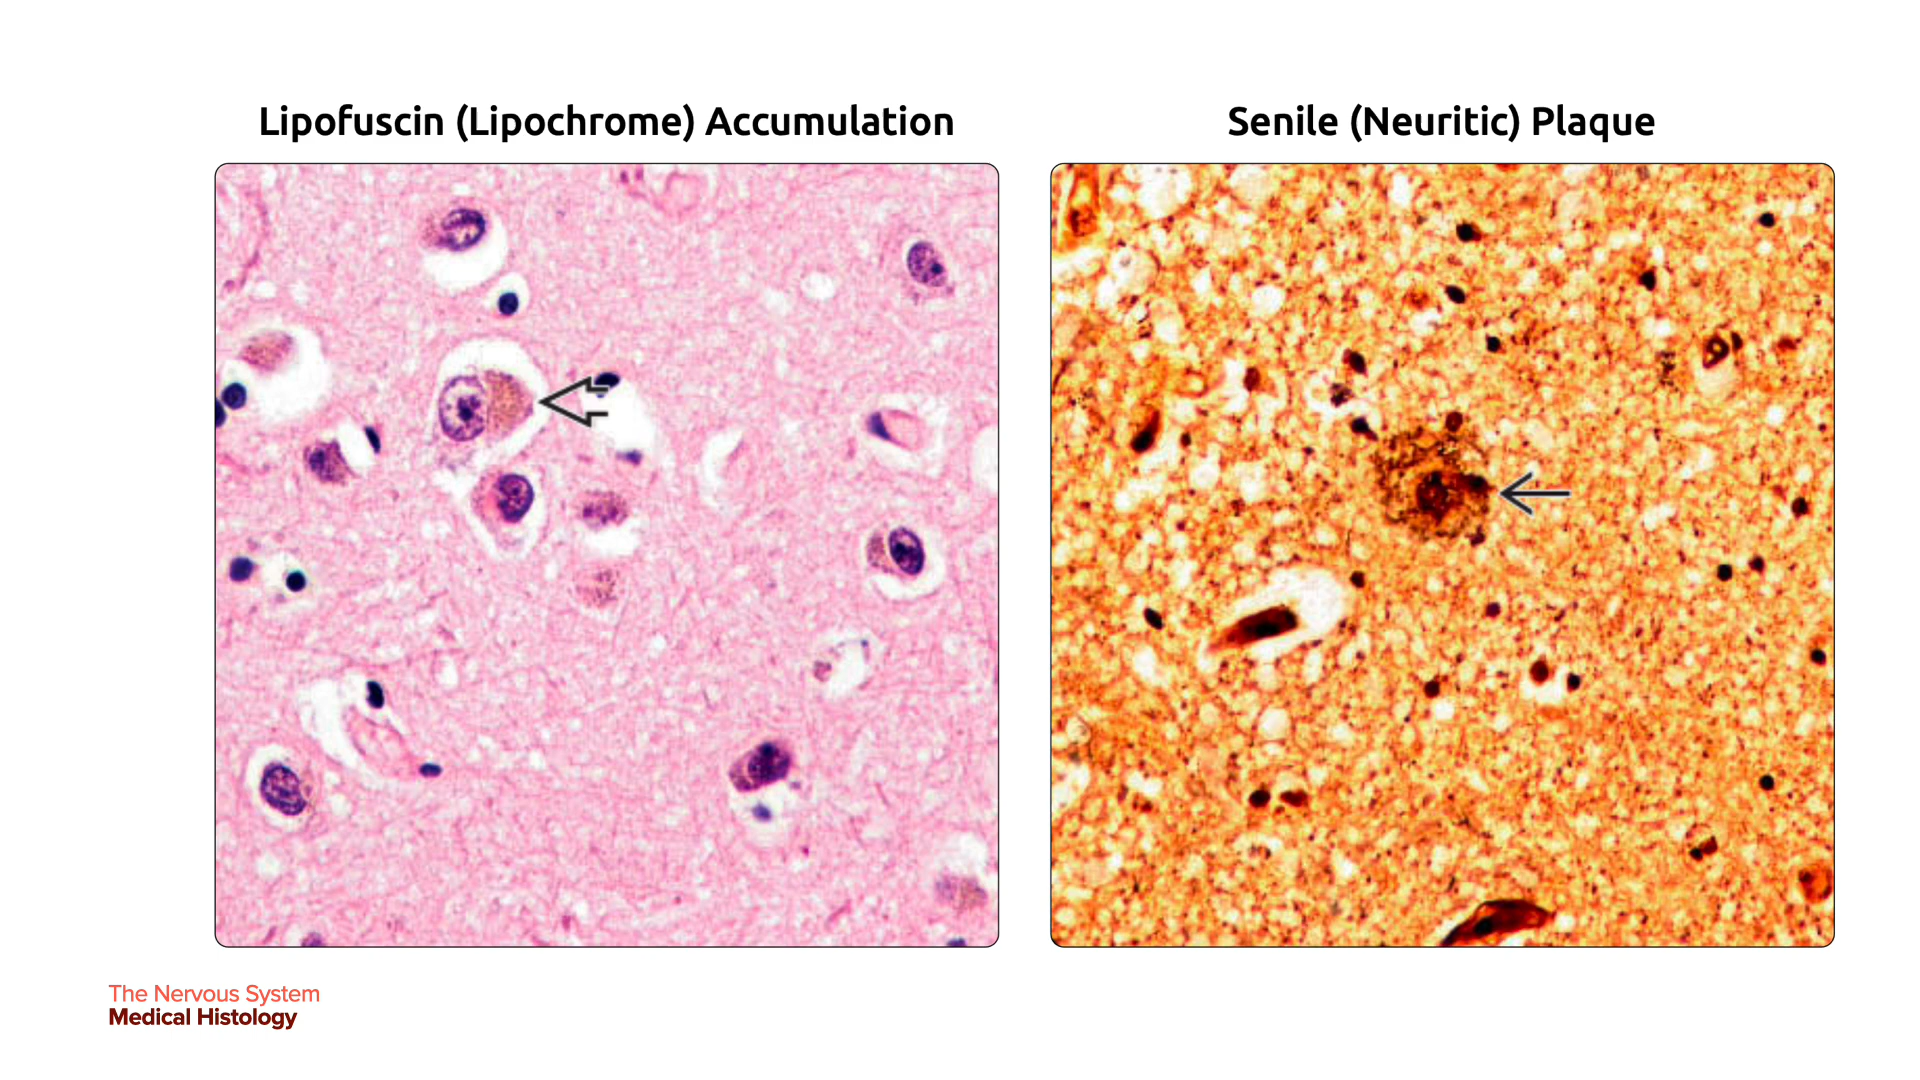 Lipofuscin (Lipochrome) Accumulation
Senile (Neuritic) Plaque
The Nervous System
Medical Histology